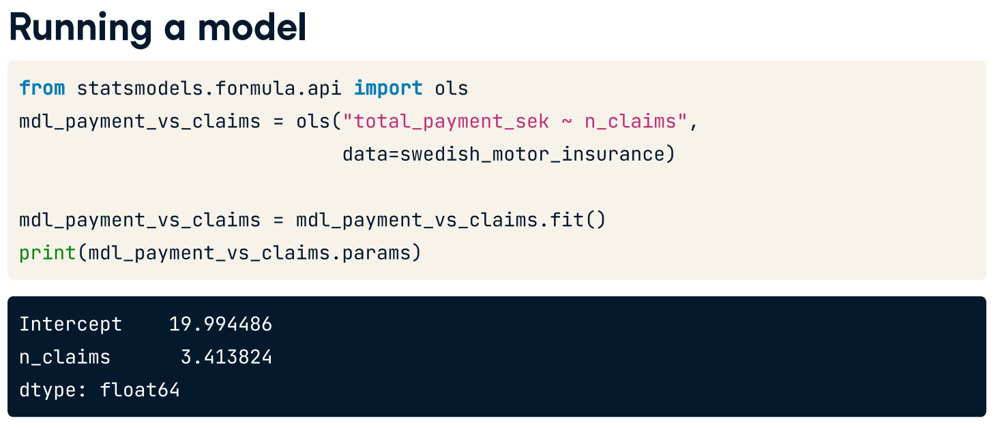 Running a model
from statsmodels.formula.api import ols
mdl_payment_vs_claims = ols("total_payment_sek ~ n_claims",
data=swedish_motor_insurance)
mdl_payment_vs_claims = mdl_payment_vs_claims.fit()
print(mdl_payment_vs_claims.params)
Intercept    19.994486
n_claims      3.413824
dtype: float64